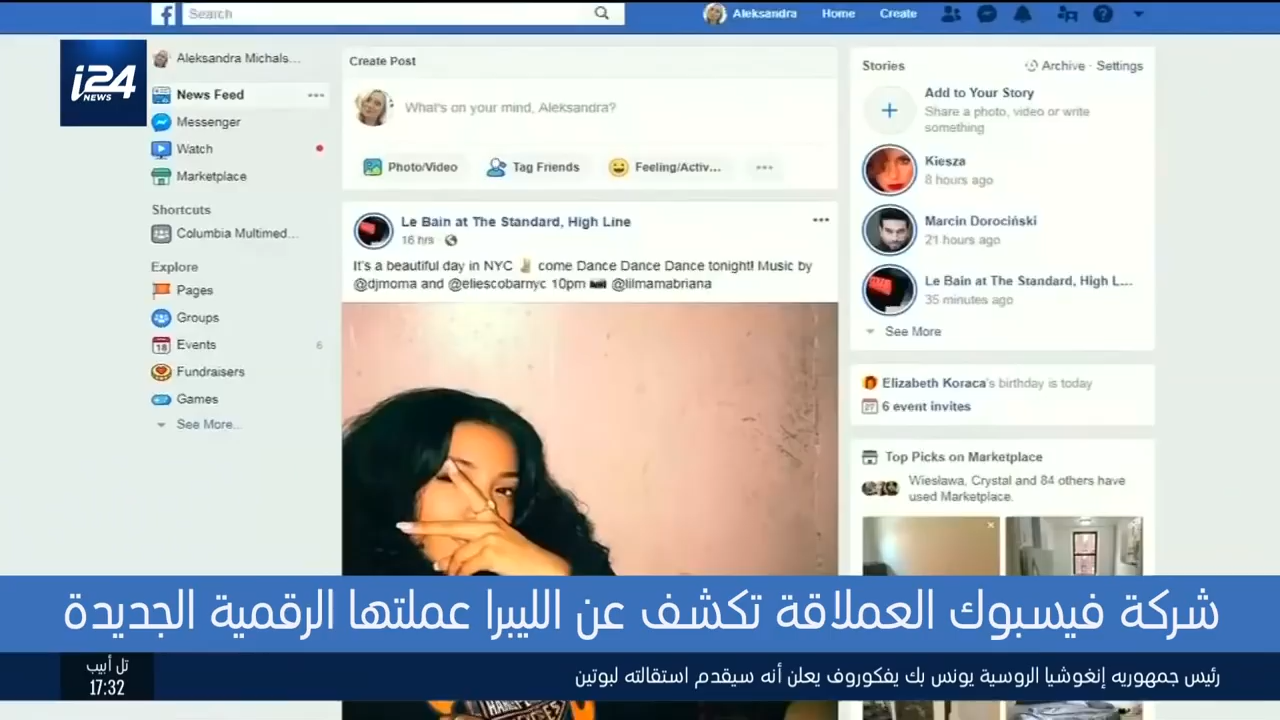 Search
Aleksandra
Home
Create
i24
NEWS
Aleksandra Michals...
News Feed
Messenger
Watch
Marketplace
Shortcuts
Columbia Multimed...
Explore
Pages
Groups
18
Events
6
Fundraisers
Games
See More...
Create Post
What's on your mind, Aleksandra?
Photo/Video
Tag Friends
Feeling/Activ...
Le Bain at The Standard, High Line
16 hrs
It's a beautiful day in NYC ✌ come Dance Dance Dance tonight! Music by
@djmoma and @eliescobarnyc 10pm 📷 @lilmamabriana
Stories
Archive · Settings
Add to Your Story
Share a photo, video or write
something
Kiesza
8 hours ago
Marcin Dorociński
21 hours ago
Le Bain at The Standard, High L...
35 minutes ago
See More
Elizabeth Koraca's birthday is today
6 event invites
Top Picks on Marketplace
Wiesława, Crystal and 84 others have
used Marketplace.
شركة فيسبوك العملاقة تكشف عن الليبرا عملتها الرقمية الجديدة
رئيس جمهوريه إنغوشيا الروسية يونس بك يفكوروف يعلن أنه سيقدم استقالته لبوتين
تل أبيب
17:32